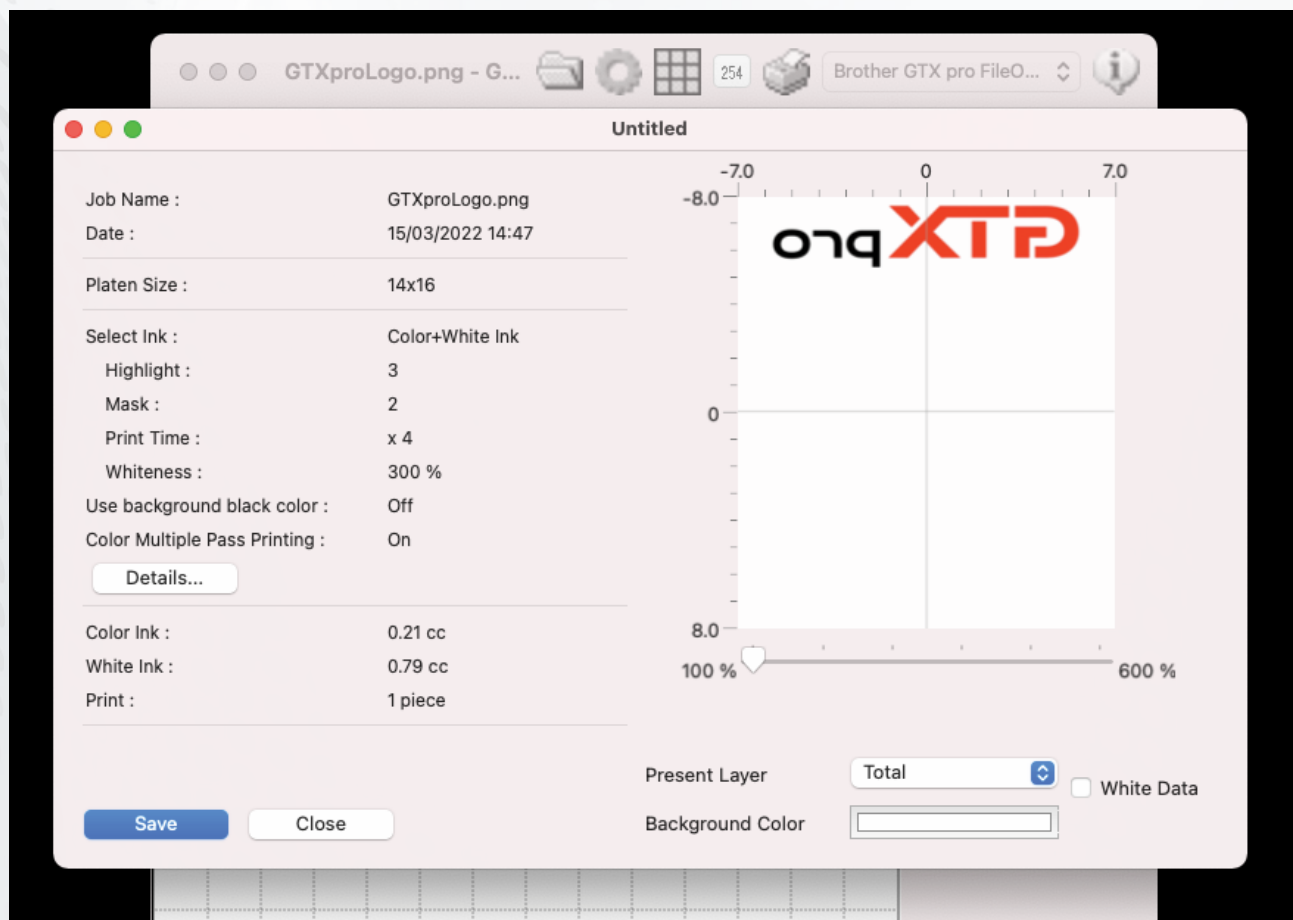 GTXproLogo.png - G...
254
Brother GTX pro FileO...
Untitled
Job Name : GTXproLogo.png
Date : 15/03/2022 14:47
Platen Size : 14x16
Select Ink : Color+White Ink
Highlight : 3
Mask : 2
Print Time : x 4
Whiteness : 300 %
Use background black color : Off
Color Multiple Pass Printing : On
Details...
Color Ink : 0.21 cc
White Ink : 0.79 cc
Print : 1 piece
Save
Close
-7.0 0 7.0
-8.0
GTXpro
0
8.0
100 % 600 %
Present Layer Total
White Data
Background Color